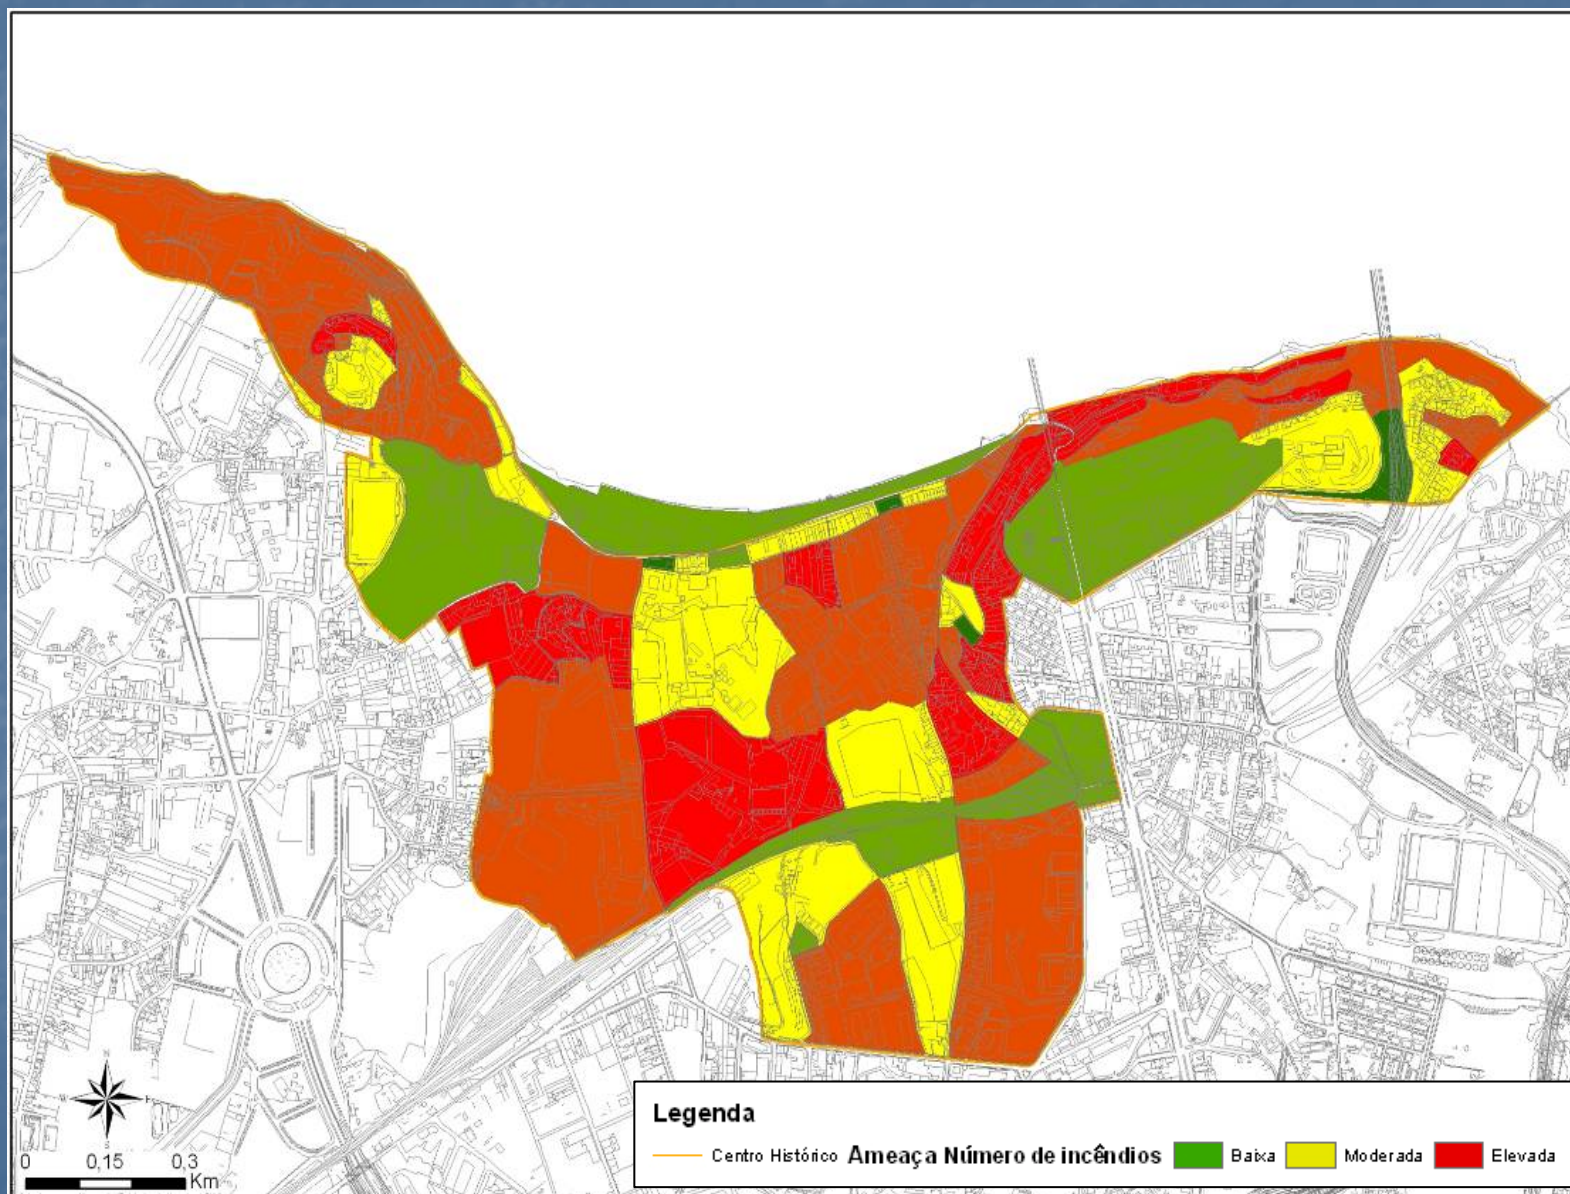 N
W E
S
0 0,15 0,3
Km
Legenda
Centro Histórico Ameaça Número de incêndios Baixa Moderada Elevada